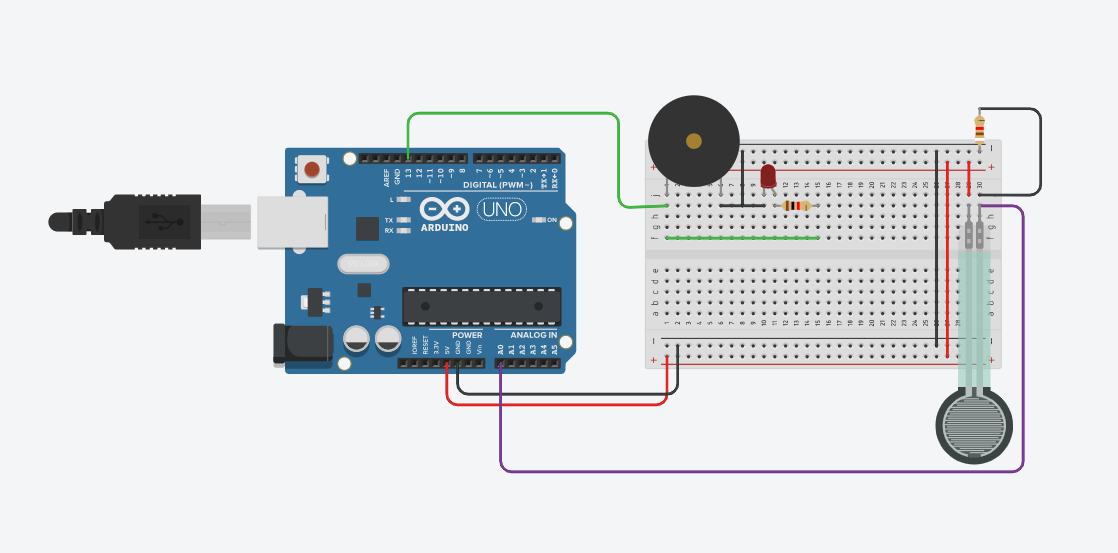 AREF
GND
13
12
~11
~10
~9
8
7
~6
~5
4
~3
2
TX→1
RX←0
DIGITAL (PWM~)
L
TX
RX
UNO
ON
ARDUINO
POWER
ANALOG IN
IOREF
RESET
3.3V
5V
GND
GND
Vin
A0
A1
A2
A3
A4
A5
j
h
g
f
e
d
c
b
a